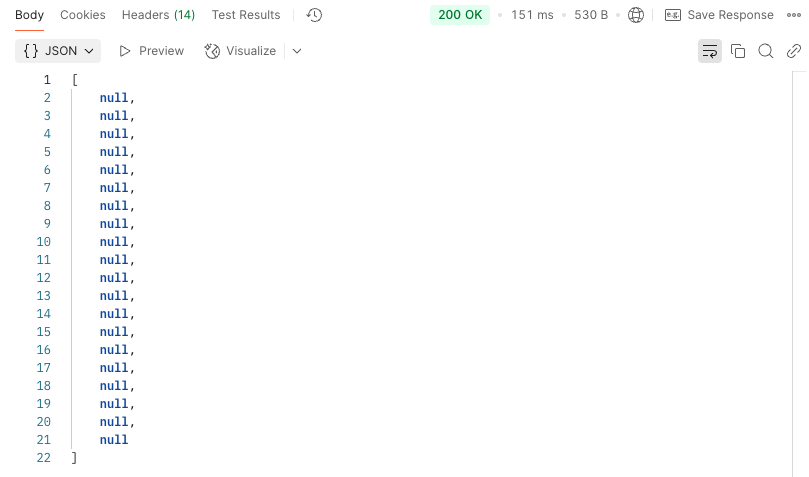 Body Cookies Headers (14) Test Results 200 OK 151 ms 530 B e.g. Save Response
{} JSON Preview Visualize
1 [
2 null,
3 null,
4 null,
5 null,
6 null,
7 null,
8 null,
9 null,
10 null,
11 null,
12 null,
13 null,
14 null,
15 null,
16 null,
17 null,
18 null,
19 null,
20 null,
21 null
22 ]